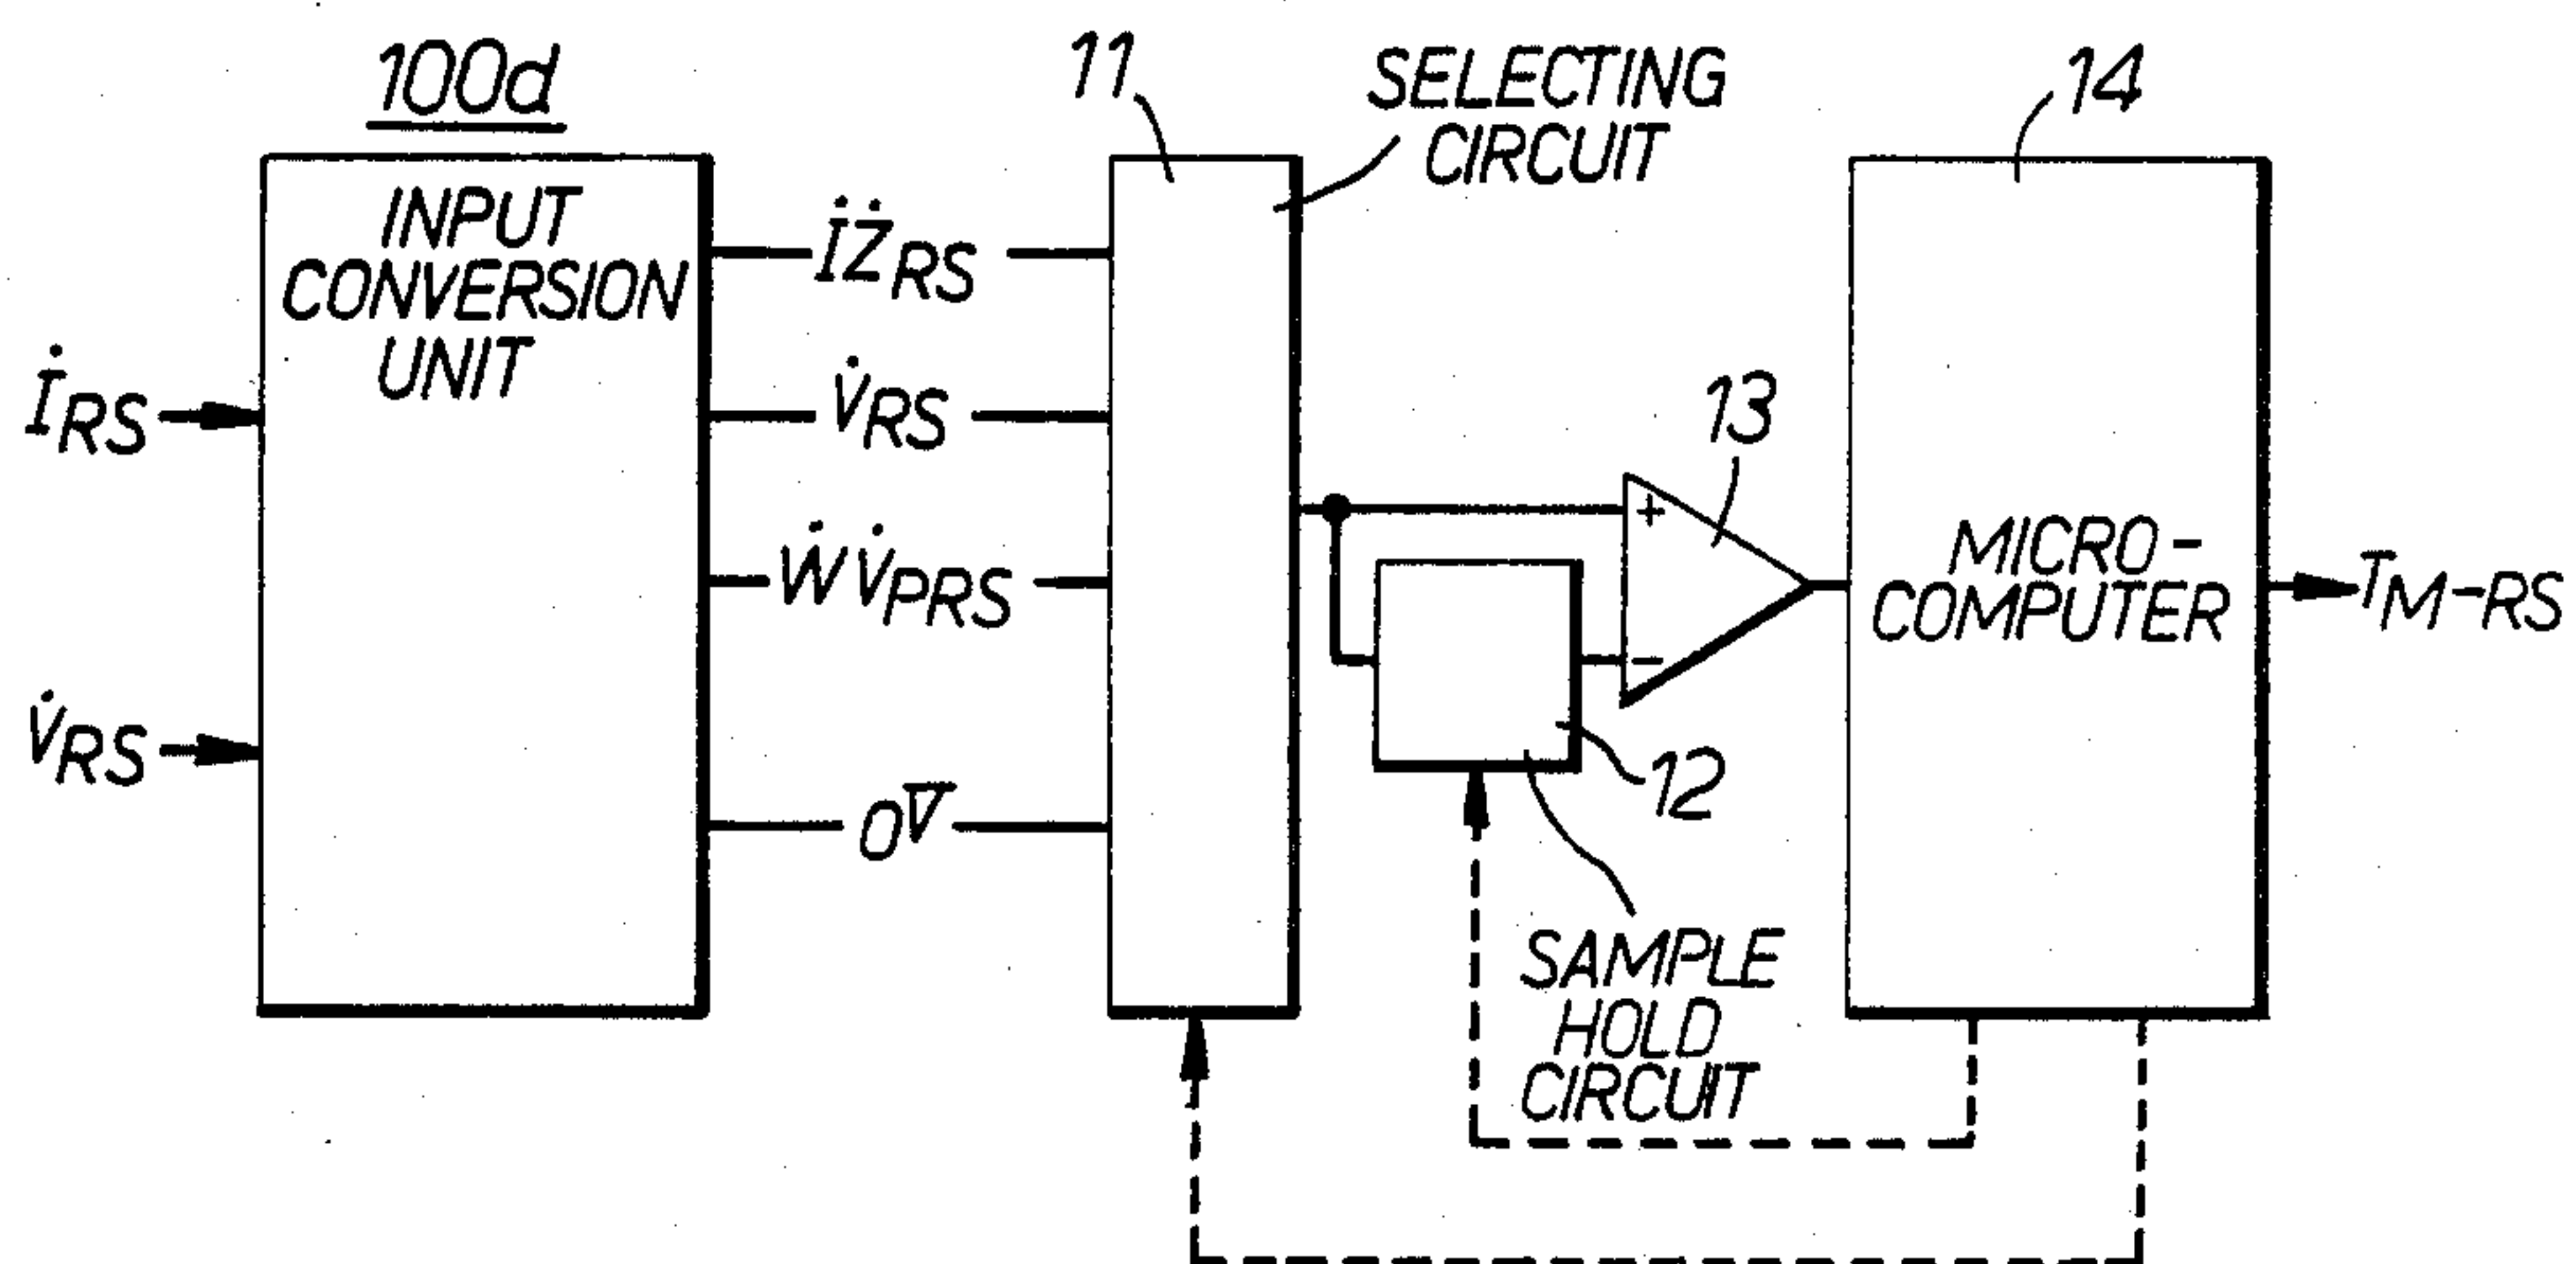 100d
INPUT
CONVERSION
UNIT
İRS
V̇RS
İŻRS
V̇RS
ẆV̇PRS
0V
11
SELECTING
CIRCUIT
13
+
-
12
SAMPLE
HOLD
CIRCUIT
14
MICRO-
COMPUTER
TM-RS